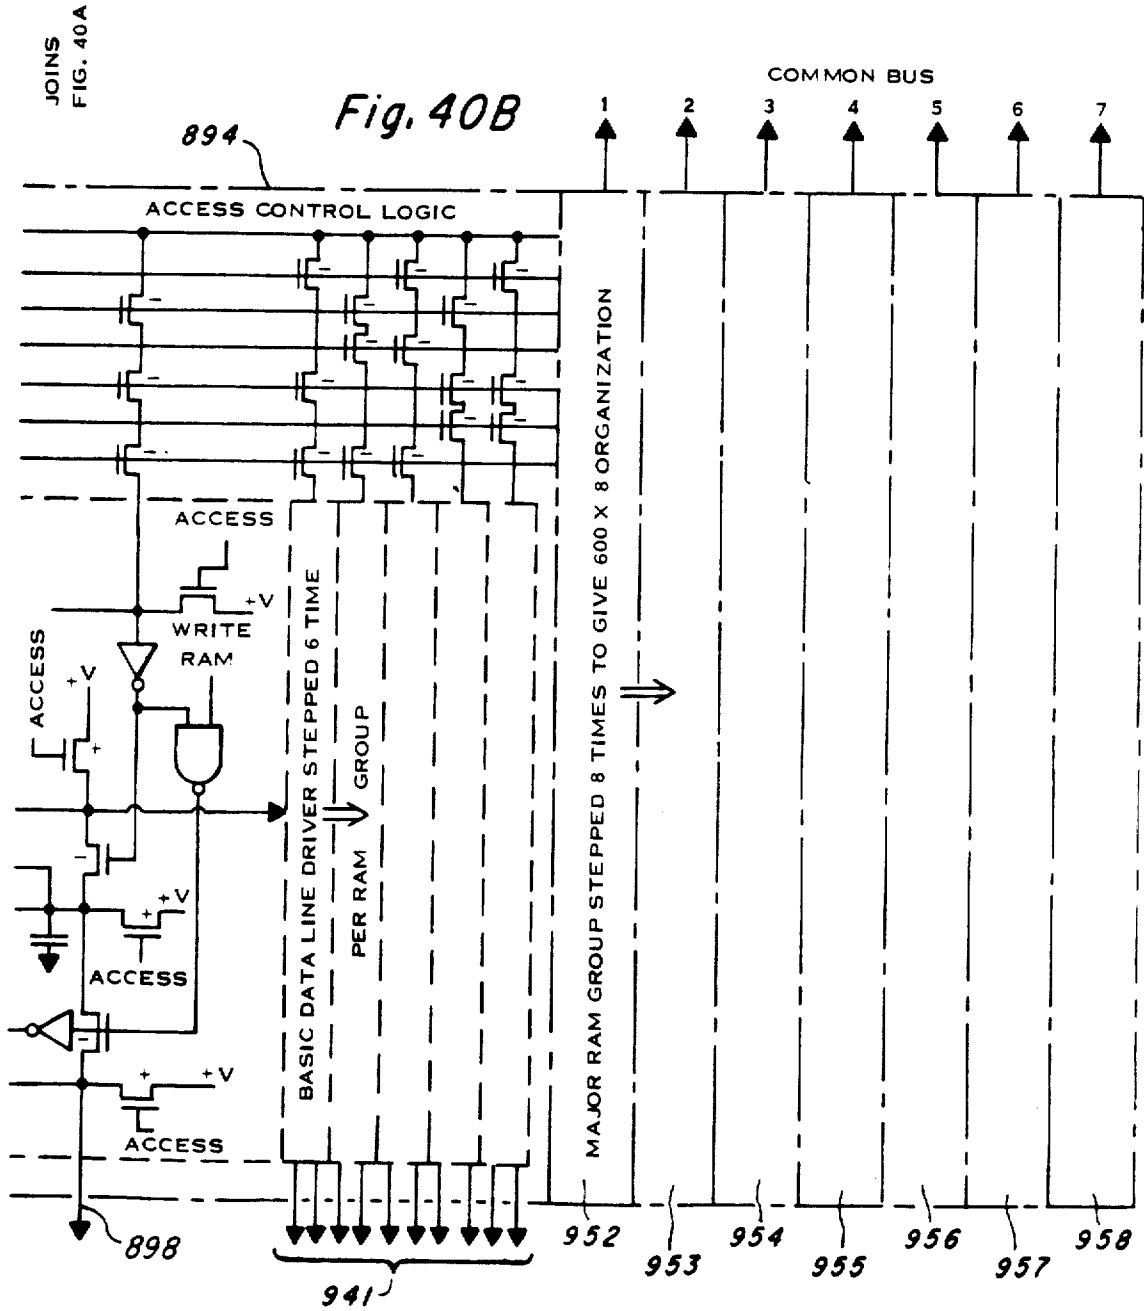 JOINS
FIG. 40A
Fig. 40B
COMMON BUS
1 2 3 4 5 6 7
894
ACCESS CONTROL LOGIC
ACCESS
+V
WRITE
RAM
ACCESS
+V
+
BASIC DATA LINE DRIVER STEPPED 6 TIME
PER RAM GROUP
MAJOR RAM GROUP STEPPED 8 TIMES TO GIVE 600 X 8 ORGANIZATION
+ +V
ACCESS
+ +V
ACCESS
898
941
952
953
954
955
956
957
958